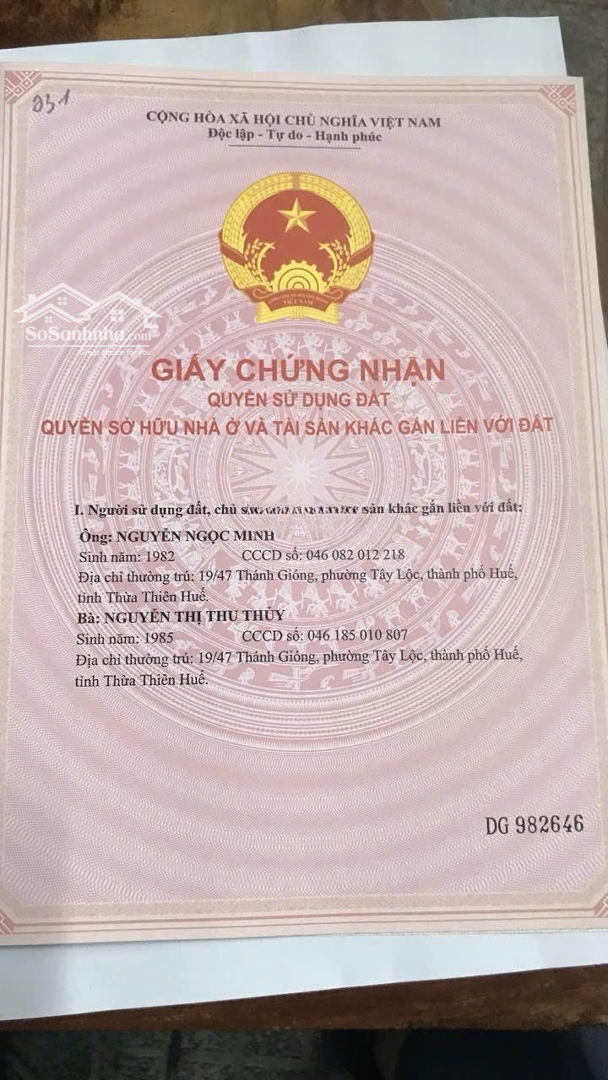 93.1
CỘNG HÒA XÃ HỘI CHỦ NGHĨA VIỆT NAM
Độc lập - Tự do - Hạnh phúc
SoSanhnha.com
GIẤY CHỨNG NHẬN
QUYỀN SỬ DỤNG ĐẤT
QUYỀN SỞ HỮU NHÀ Ở VÀ TÀI SẢN KHÁC GẮN LIỀN VỚI ĐẤT
I. Người sử dụng đất, chủ sản khác gắn liền với đất:
Ông: NGUYỄN NGỌC MINH
Sinh năm: 1982 CCCD số: 046 082 012 218
Địa chỉ thường trú: 19/47 Thánh Gióng, phường Tây Lộc, thành phố Huế,
tỉnh Thừa Thiên Huế.
Bà: NGUYỄN THỊ THU THỦY
Sinh năm: 1985 CCCD số: 046 185 010 807
Địa chỉ thường trú: 19/47 Thánh Gióng, phường Tây Lộc, thành phố Huế,
tỉnh Thừa Thiên Huế.
DG 982646